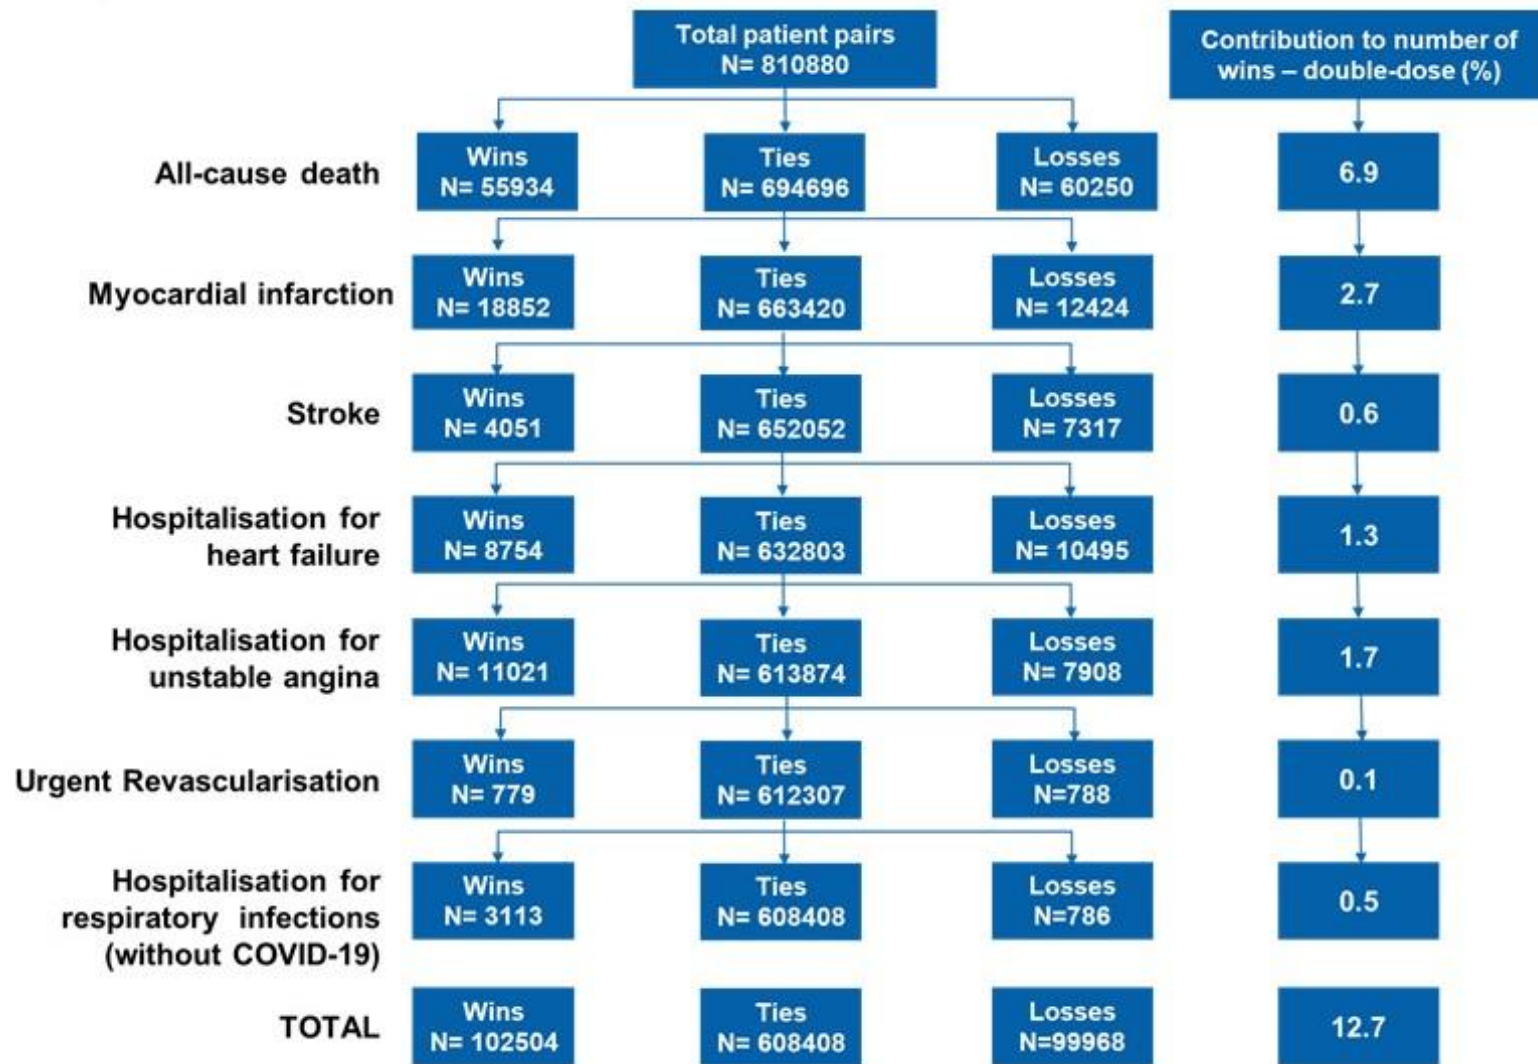 Total patient pairs
N= 810880
Contribution to number of
wins – double-dose (%)
All-cause death
Wins
N= 55934
Ties
N= 694696
Losses
N= 60250
6.9
Myocardial infarction
Wins
N= 18852
Ties
N= 663420
Losses
N= 12424
2.7
Stroke
Wins
N= 4051
Ties
N= 652052
Losses
N= 7317
0.6
Hospitalisation for
heart failure
Wins
N= 8754
Ties
N= 632803
Losses
N= 10495
1.3
Hospitalisation for
unstable angina
Wins
N= 11021
Ties
N= 613874
Losses
N= 7908
1.7
Urgent Revascularisation
Wins
N= 779
Ties
N= 612307
Losses
N=788
0.1
Hospitalisation for
respiratory infections
(without COVID-19)
Wins
N= 3113
Ties
N= 608408
Losses
N=786
0.5
TOTAL
Wins
N= 102504
Ties
N= 608408
Losses
N=99968
12.7